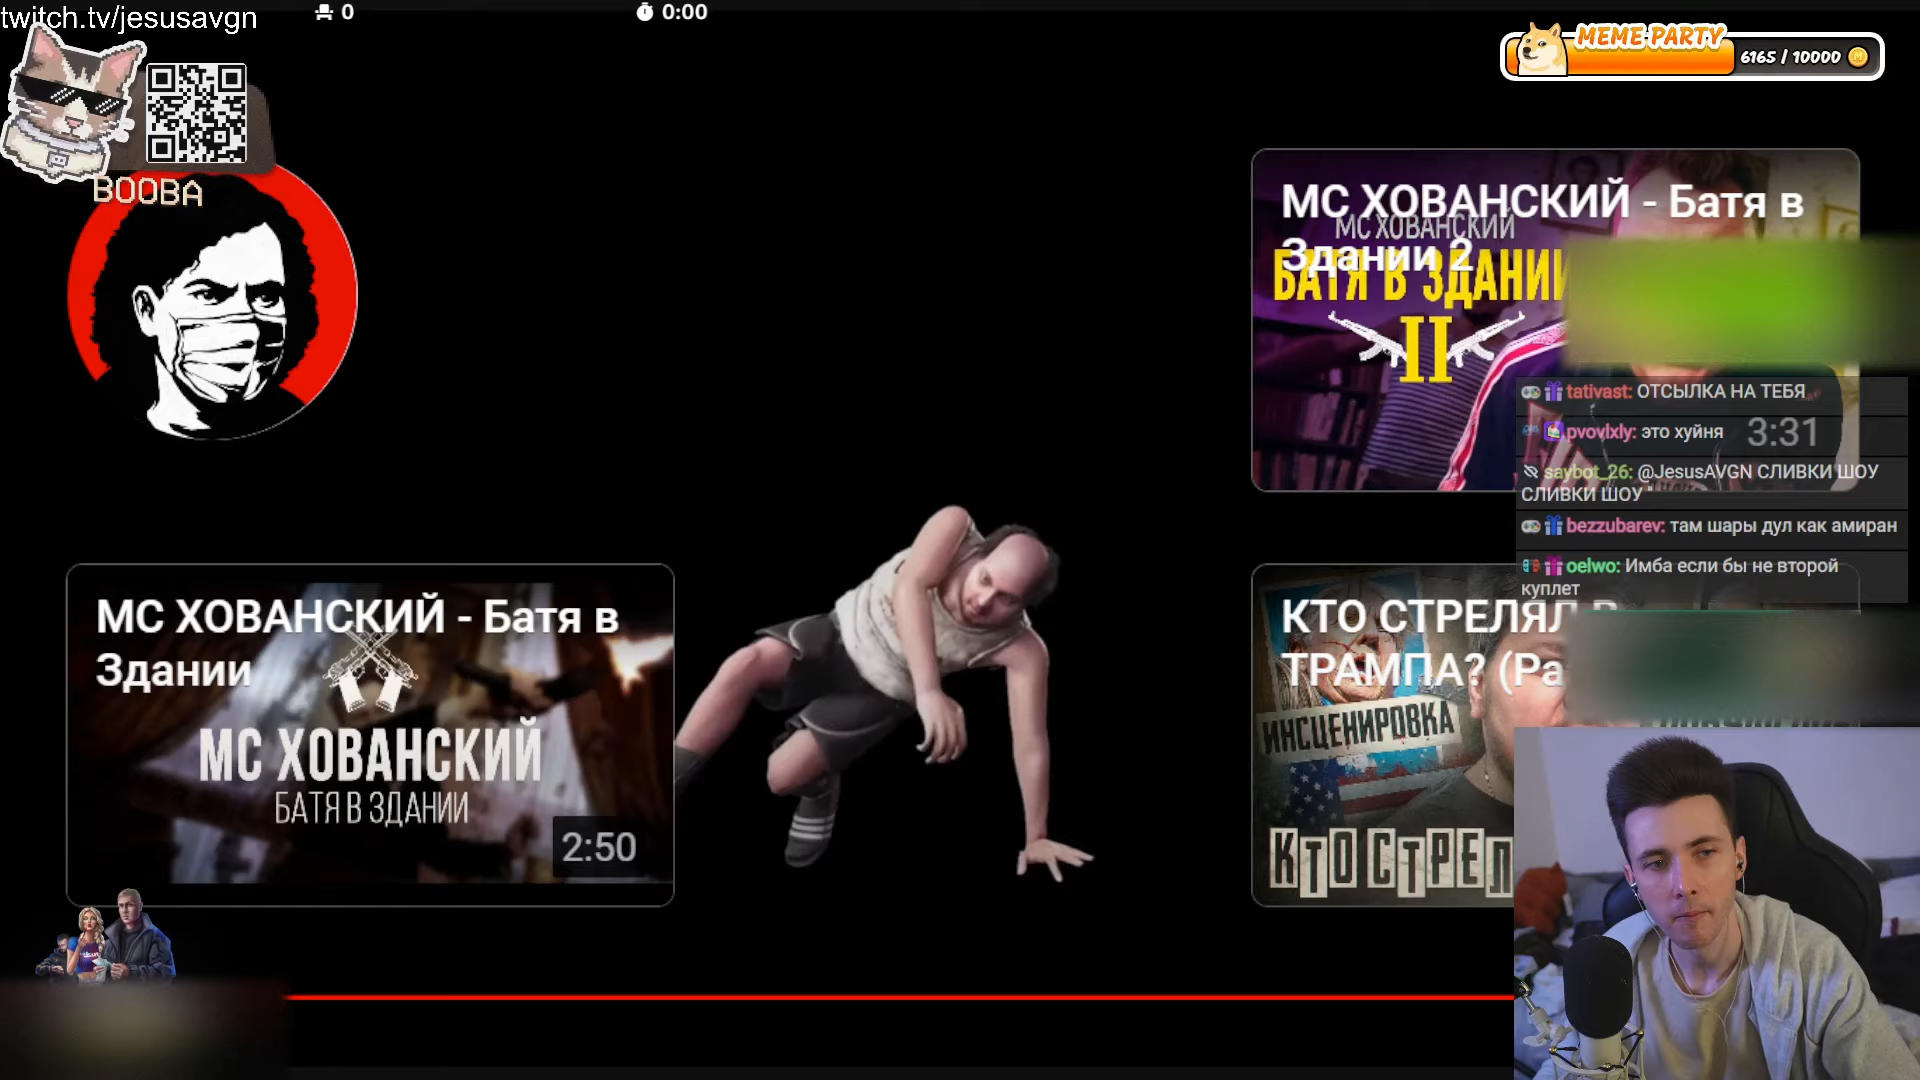 twitch.tv/jesusavgn
0
0:00
MEME PARTY
6165 / 10000
BOOBA
МС ХОВАНСКИЙ - Батя в
Здании 2
МС ХОВАНСКИЙ
БАТЯ В ЗДАНИИ
II
3:31
tativast: ОТСЫЛКА НА ТЕБЯ
pvovlxly: это хуйня
saybot_26: @JesusAVGN СЛИВКИ ШОУ
СЛИВКИ ШОУ "
bezzubarev: там шары дул как амиран
oelwo: Имба если бы не второй
куплет
МС ХОВАНСКИЙ - Батя в
Здании
МС ХОВАНСКИЙ
БАТЯ В ЗДАНИИ
2:50
КТО СТРЕЛЯЛ В
ТРАМПА? (Ра
ИНСЦЕНИРОВКА
КТО СТРЕЛ